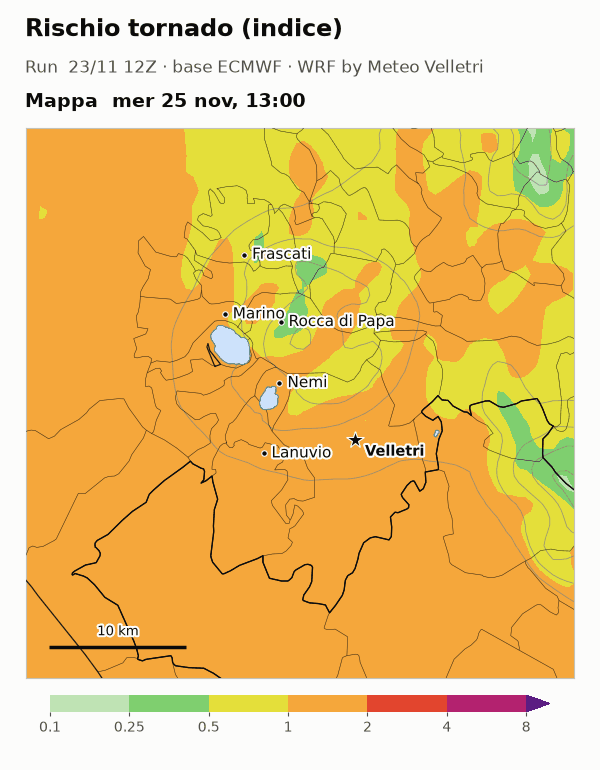 Rischio tornado (indice)
Run  23/11 12Z · base ECMWF · WRF by Meteo Velletri
Mappa  mer 25 nov, 13:00
Frascati
Marino
Rocca di Papa
Nemi
Velletri
Lanuvio
10 km
0.1 0.25 0.5 1 2 4 8